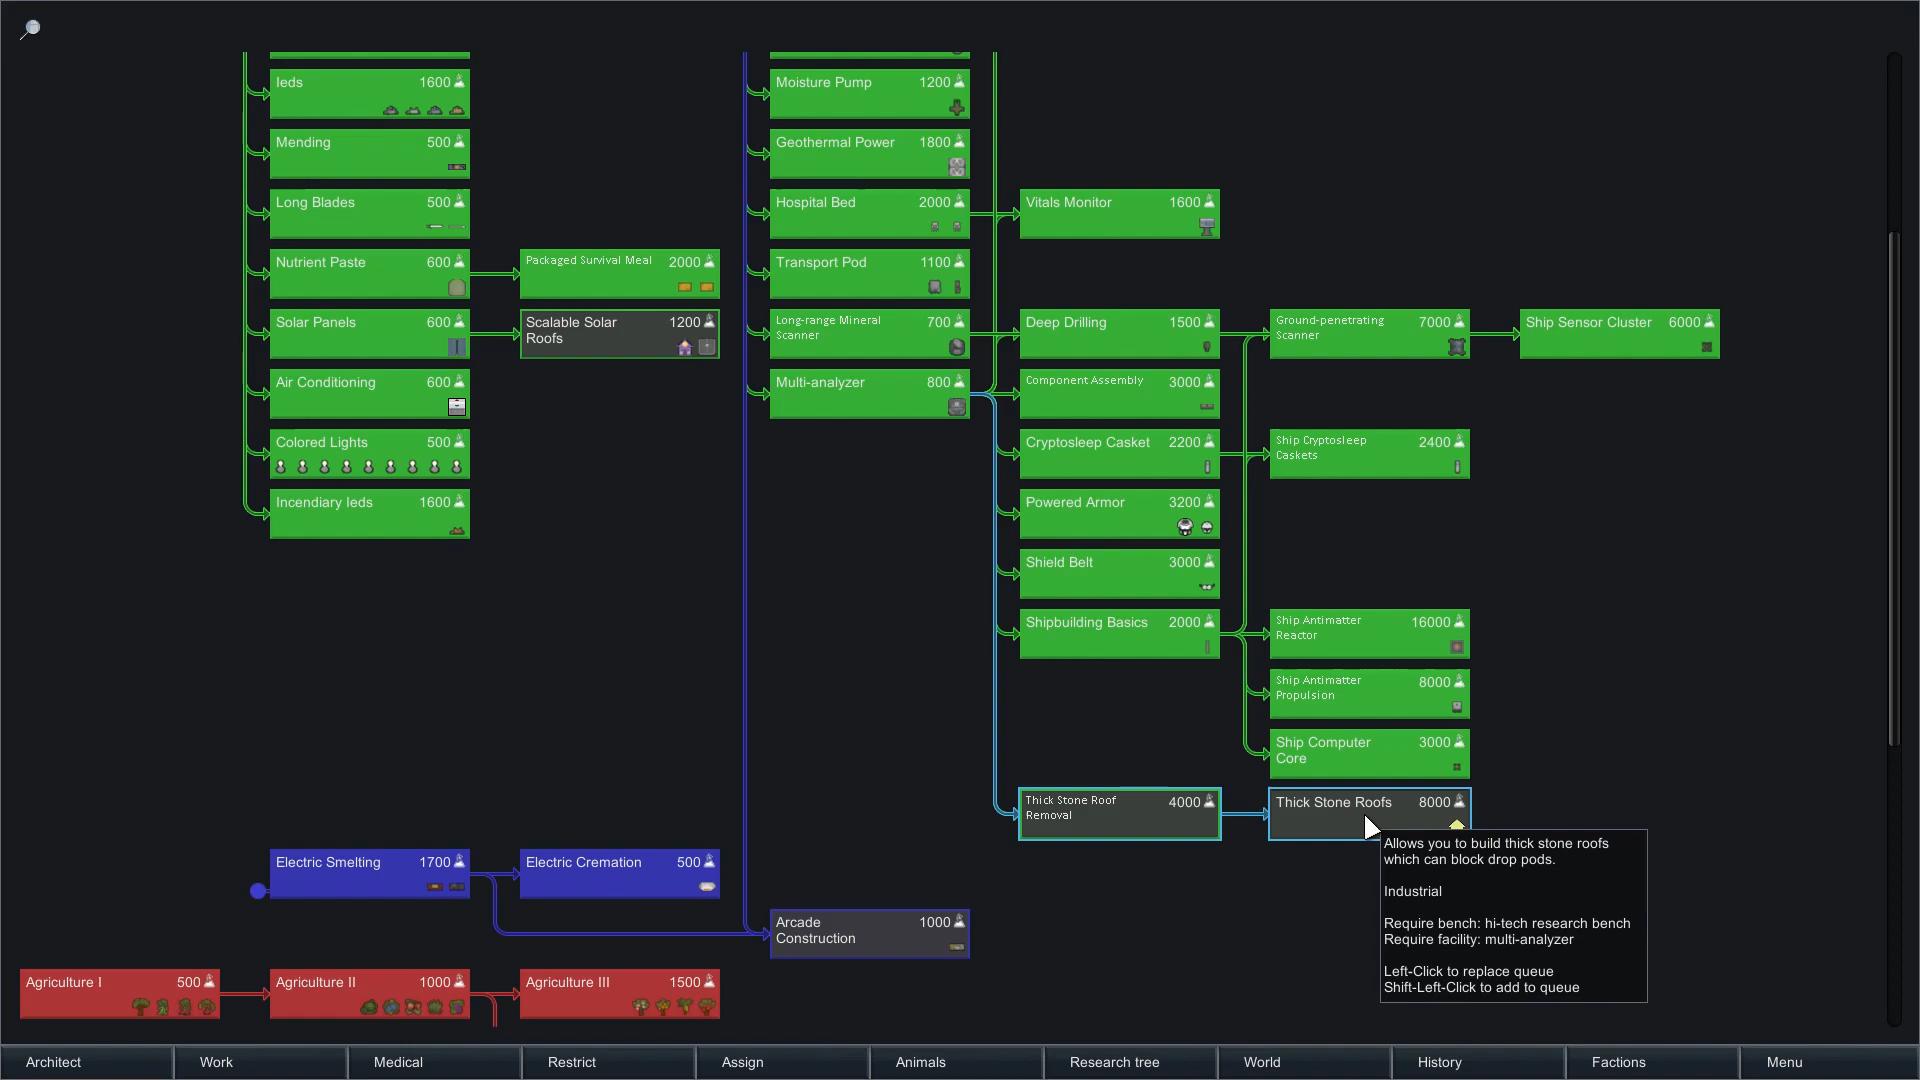 Ieds 1600
Moisture Pump 1200
Mending 500
Geothermal Power 1800
Long Blades 500
Hospital Bed 2000
Vitals Monitor 1600
Nutrient Paste 600
Packaged Survival Meal 2000
Transport Pod 1100
Solar Panels 600
Scalable Solar 1200
Roofs
Long-range Mineral 700
Scanner
Deep Drilling 1500
Ground-penetrating 7000
Scanner
Ship Sensor Cluster 6000
Air Conditioning 600
Multi-analyzer 800
Component Assembly 3000
Colored Lights 500
Cryptosleep Casket 2200
Ship Cryptosleep 2400
Caskets
Incendiary Ieds 1600
Powered Armor 3200
Shield Belt 3000
Shipbuilding Basics 2000
Ship Antimatter 16000
Reactor
Ship Antimatter 8000
Propulsion
Ship Computer 3000
Core
Thick Stone Roof 4000
Removal
Thick Stone Roofs 8000
Allows you to build thick stone roofs
which can block drop pods.
Industrial
Require bench: hi-tech research bench
Require facility: multi-analyzer
Left-Click to replace queue
Shift-Left-Click to add to queue
Electric Smelting 1700
Electric Cremation 500
Arcade 1000
Construction
Agriculture I 500
Agriculture II 1000
Agriculture III 1500
Architect
Work
Medical
Restrict
Assign
Animals
Research tree
World
History
Factions
Menu